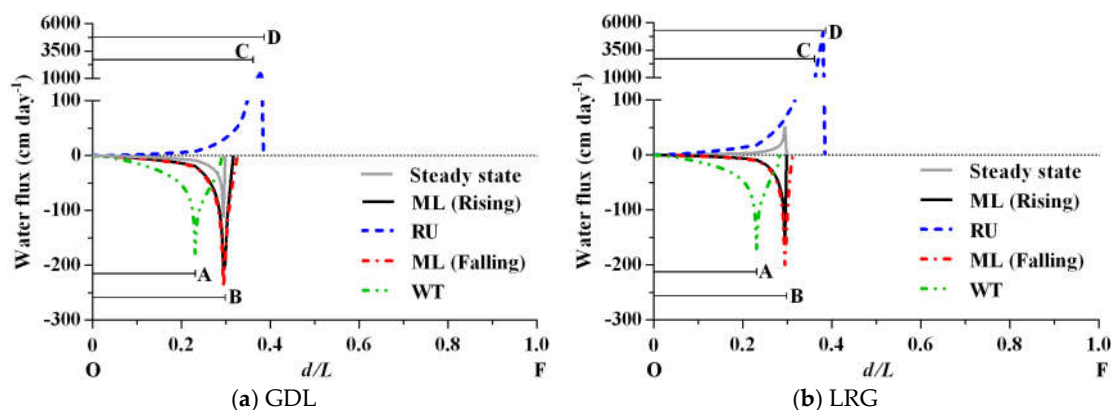 6000
3500
1000
100
0
-100
-200
-300
Water flux (cm day⁻¹)
D
C
A
B
Steady state
ML (Rising)
RU
ML (Falling)
WT
0 0.2 0.4 0.6 0.8 1.0
O d/L F
(a) GDL
6000
3500
1000
100
0
-100
-200
-300
Water flux (cm day⁻¹)
D
C
A
B
Steady state
ML (Rising)
RU
ML (Falling)
WT
0 0.2 0.4 0.6 0.8 1.0
O d/L F
(b) LRG